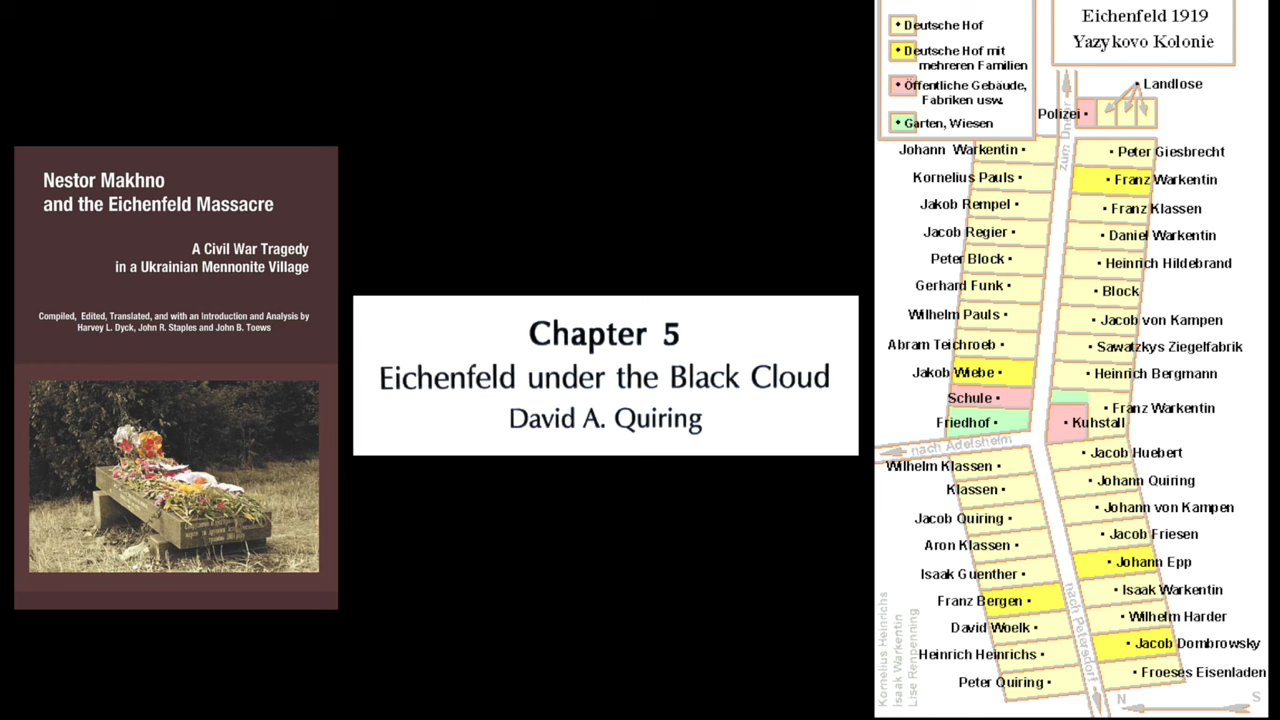 Nestor Makhno
and the Eichenfeld Massacre
A Civil War Tragedy
in a Ukrainian Mennonite Village
Compiled, Edited, Translated, and with an Introduction and Analysis by
Harvey L. Dyck, John R. Staples and John B. Toews
Chapter 5
Eichenfeld under the Black Cloud
David A. Quiring
Deutsche Hof
Deutsche Hof mit
mehreren Familien
Öffentliche Gebäude,
Fabriken usw.
Garten, Wiesen
Eichenfeld 1919
Yazykovo Kolonie
Landlose
Polizei
zum Dnepr
Johann Warkentin
Kornelius Pauls
Jakob Rempel
Jacob Regier
Peter Block
Gerhard Funk
Wilhelm Pauls
Abram Teichroeb
Jakob Wiebe
Schule
Friedhof
nach Adelsheim
Wilhelm Klassen
Klassen
Jacob Quiring
Aron Klassen
Isaak Guenther
Franz Bergen
David Woelk
Heinrich Heinrichs
Peter Quiring
Peter Giesbrecht
Franz Warkentin
Franz Klassen
Daniel Warkentin
Heinrich Hildebrand
Block
Jacob von Kampen
Sawatzkys Ziegelfabrik
Heinrich Bergmann
Franz Warkentin
Kuhstall
Jacob Huebert
Johann Quiring
Johann von Kampen
Jacob Friesen
Johann Epp
Isaak Warkentin
Wilhelm Harder
Jacob Dombrowsky
Froeses Eisenladen
nach Petersdorf
Kornelius Heinrichs
Isaak Warkentin
Lise Renpenning
N
S